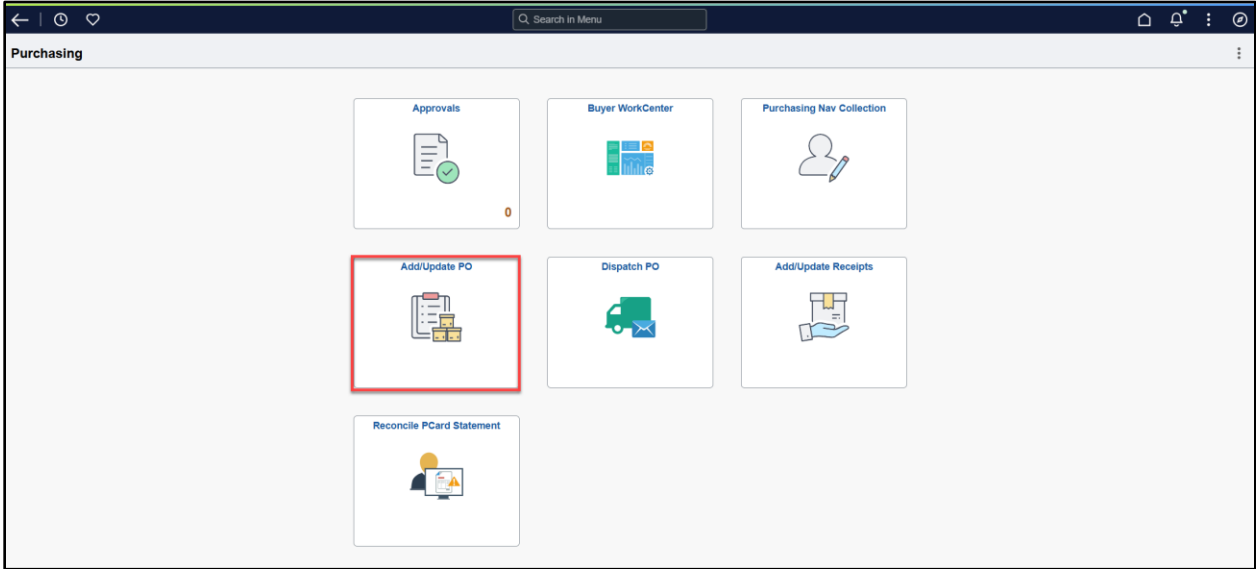 Search in Menu
Purchasing
Approvals
Buyer WorkCenter
Purchasing Nav Collection
0
Add/Update PO
Dispatch PO
Add/Update Receipts
Reconcile PCard Statement